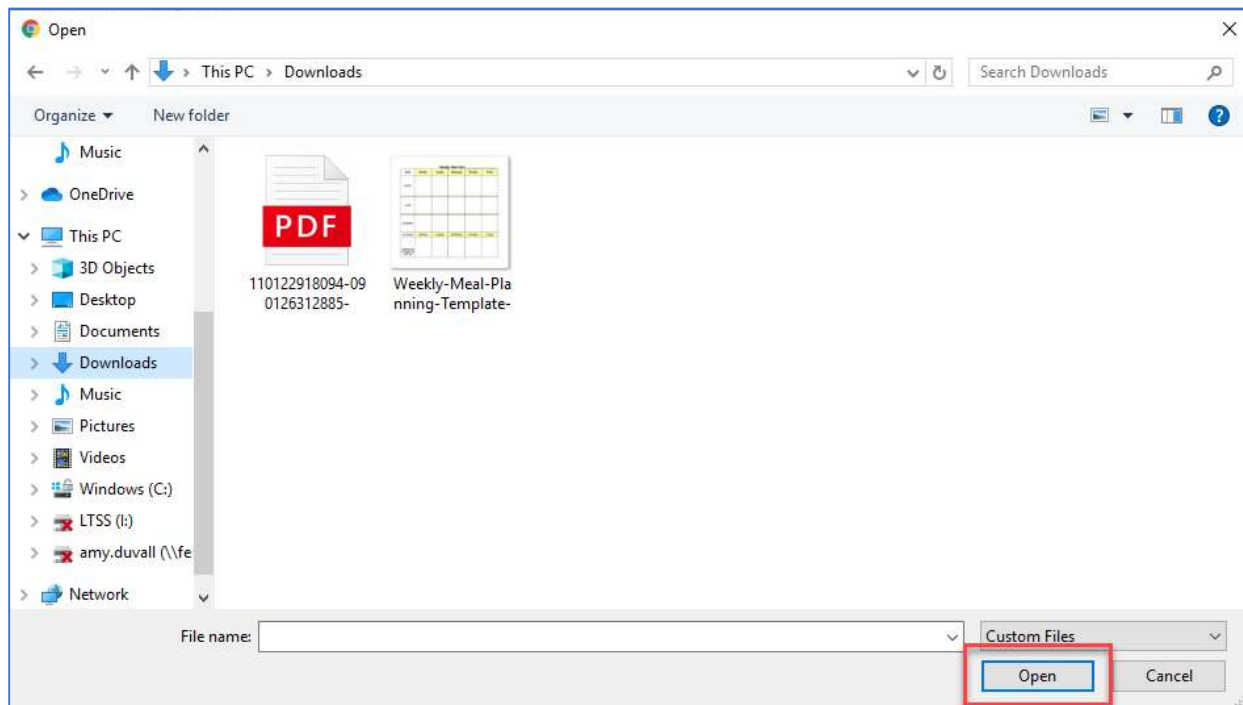 Open
This PC > Downloads
Search Downloads
Organize
New folder
Music
OneDrive
This PC
3D Objects
Desktop
Documents
Downloads
Music
Pictures
Videos
Windows (C:)
LTSS (I:)
amy.duvall (\\fe
Network
PDF
110122918094-09
0126312885-
Weekly-Meal-Pla
nning-Template-
File name:
Custom Files
Open
Cancel